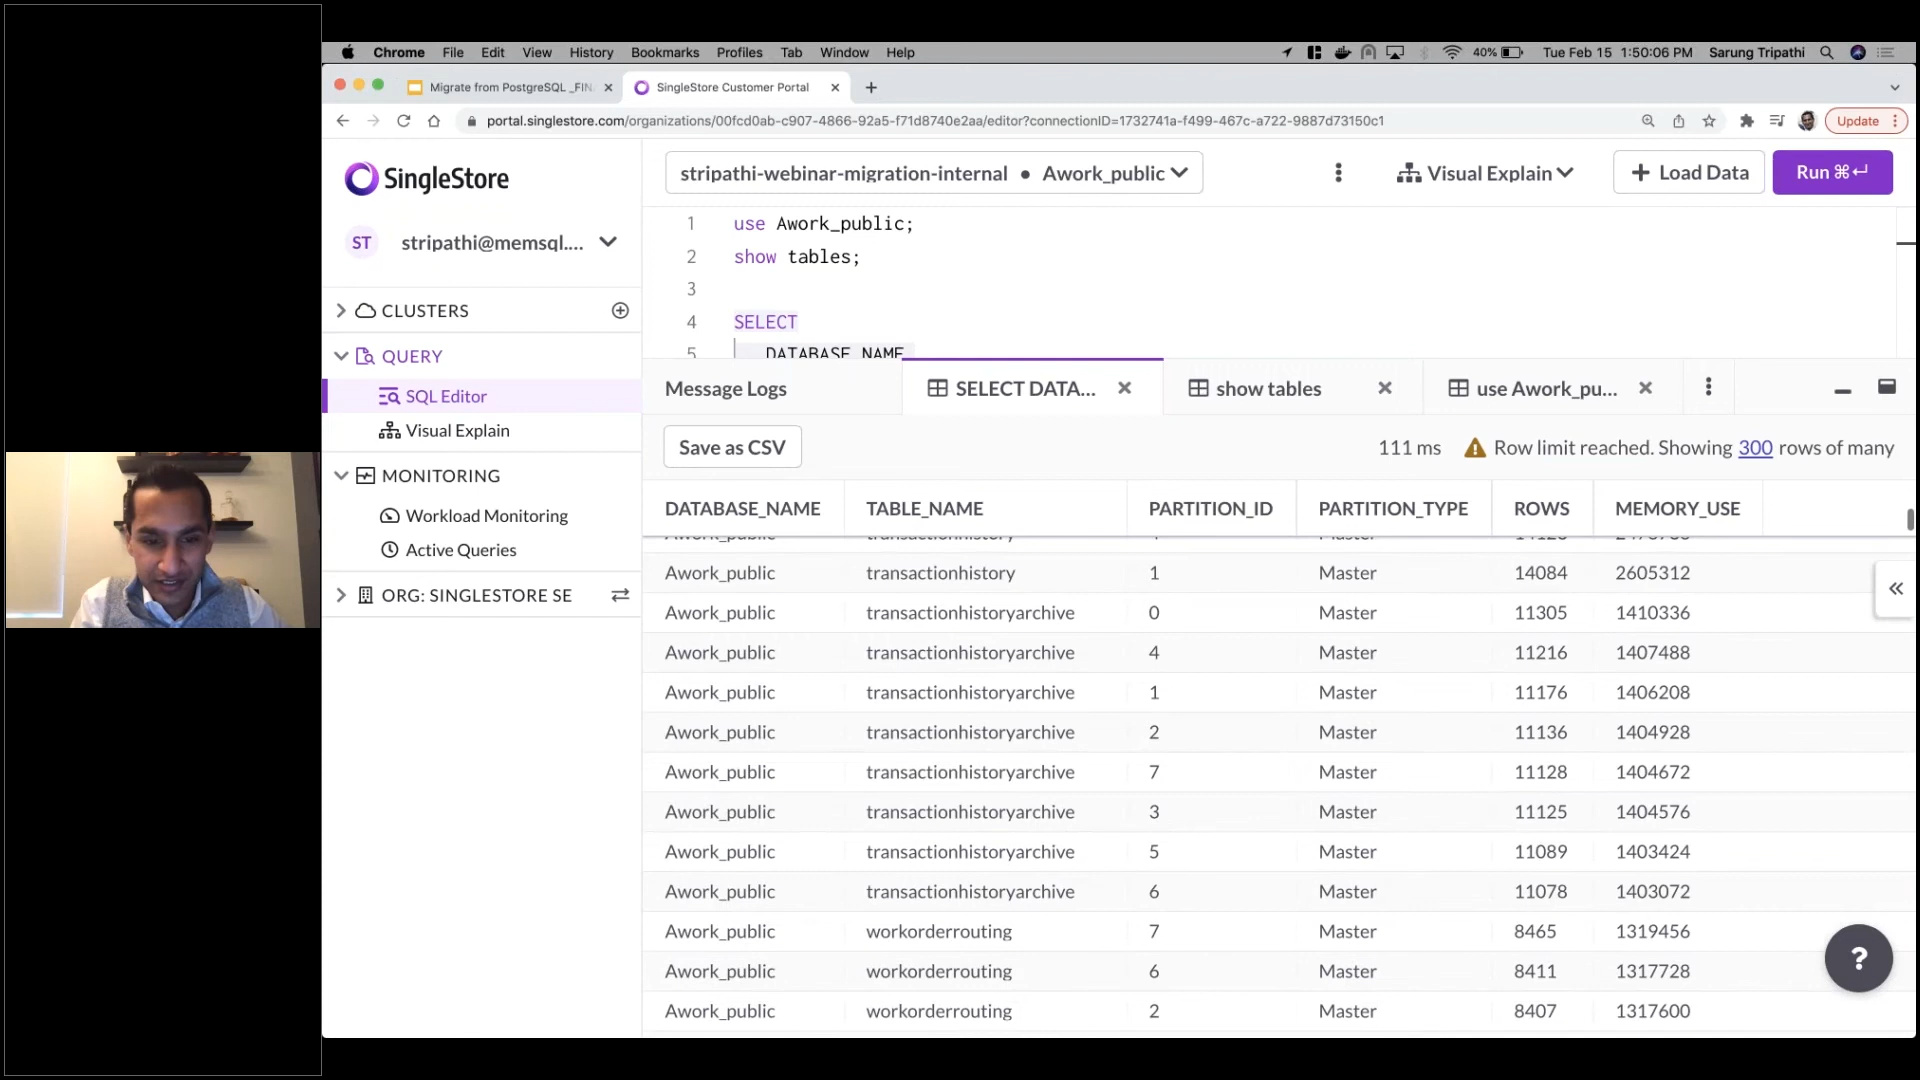 Chrome File Edit View History Bookmarks Profiles Tab Window Help 40% Tue Feb 15 1:50:06 PM Sarung Tripathi
Migrate from PostgreSQL _FIN SingleStore Customer Portal
portal.singlestore.com/organizations/00fcd0ab-c907-4866-92a5-f71d8740e2aa/editor?connectionID=1732741a-f499-467c-a722-9887d73150c1 Update
SingleStore
ST stripathi@memsql....
CLUSTERS
QUERY
SQL Editor
Visual Explain
MONITORING
Workload Monitoring
Active Queries
ORG: SINGLESTORE SE
stripathi-webinar-migration-internal • Awork_public Visual Explain + Load Data Run ⌘↵
1 use Awork_public;
2 show tables;
3
4 SELECT
5 DATABASE_NAME
Message Logs SELECT DATA... show tables use Awork_pu...
Save as CSV 111 ms Row limit reached. Showing 300 rows of many
DATABASE_NAME TABLE_NAME PARTITION_ID PARTITION_TYPE ROWS MEMORY_USE
Awork_public transactionhistory 1 Master 14084 2605312
Awork_public transactionhistoryarchive 0 Master 11305 1410336
Awork_public transactionhistoryarchive 4 Master 11216 1407488
Awork_public transactionhistoryarchive 1 Master 11176 1406208
Awork_public transactionhistoryarchive 2 Master 11136 1404928
Awork_public transactionhistoryarchive 7 Master 11128 1404672
Awork_public transactionhistoryarchive 3 Master 11125 1404576
Awork_public transactionhistoryarchive 5 Master 11089 1403424
Awork_public transactionhistoryarchive 6 Master 11078 1403072
Awork_public workorderrouting 7 Master 8465 1319456
Awork_public workorderrouting 6 Master 8411 1317728
Awork_public workorderrouting 2 Master 8407 1317600
?